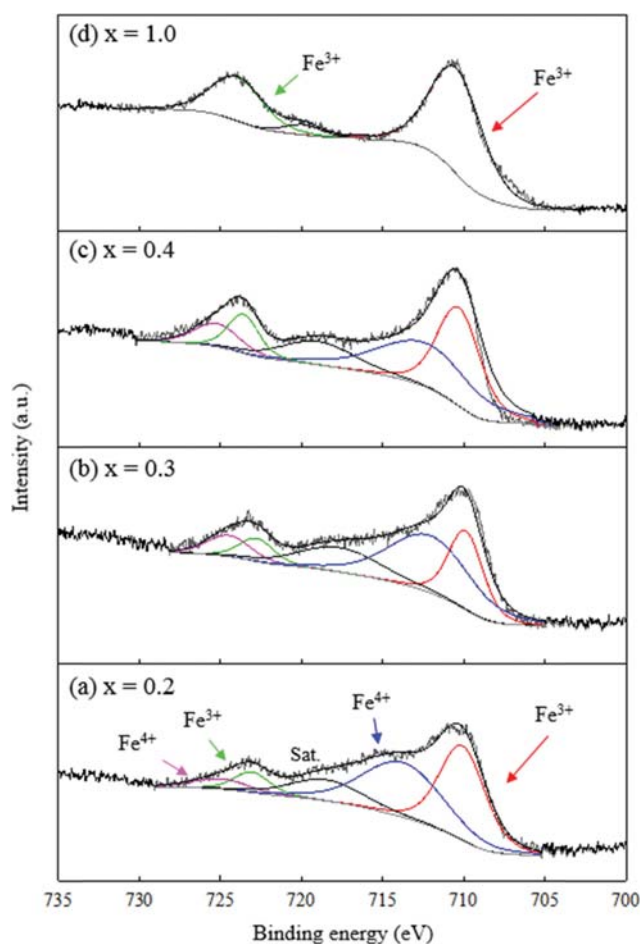 (d) x = 1.0
Fe³⁺
Fe³⁺
(c) x = 0.4
(b) x = 0.3
(a) x = 0.2
Fe⁴⁺
Fe³⁺
Sat.
Fe⁴⁺
Fe³⁺
Intensity (a.u.)
735 730 725 720 715 710 705 700
Binding energy (eV)